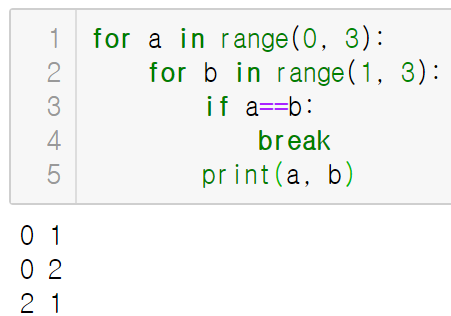 1 for a in range(0, 3):
2     for b in range(1, 3):
3         if a==b:
4             break
5         print(a, b)
0 1
0 2
2 1